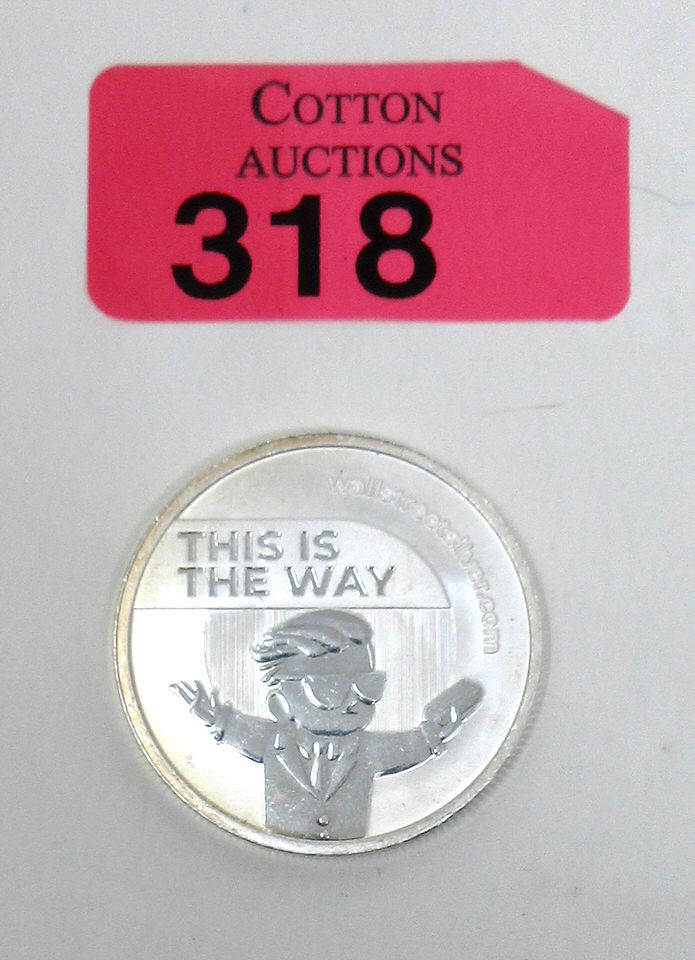 COTTON
AUCTIONS
318
wallstreetsilver.com
THIS IS
THE WAY